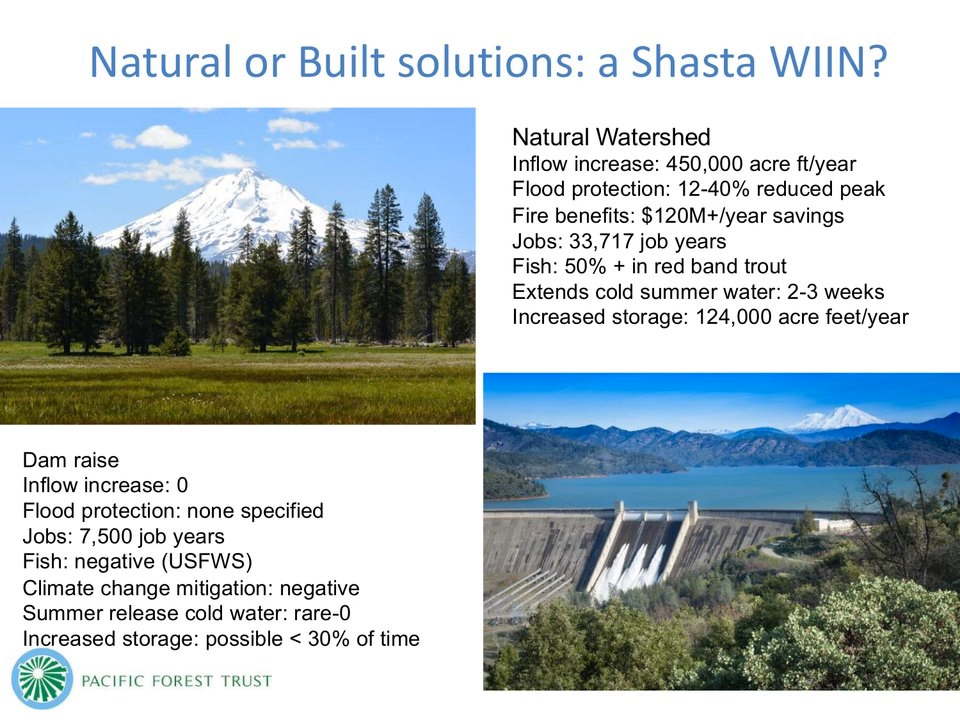 Natural or Built solutions: a Shasta WIIN?
Natural Watershed
Inflow increase: 450,000 acre ft/year
Flood protection: 12-40% reduced peak
Fire benefits: $120M+/year savings
Jobs: 33,717 job years
Fish: 50% + in red band trout
Extends cold summer water: 2-3 weeks
Increased storage: 124,000 acre feet/year
Dam raise
Inflow increase: 0
Flood protection: none specified
Jobs: 7,500 job years
Fish: negative (USFWS)
Climate change mitigation: negative
Summer release cold water: rare-0
Increased storage: possible < 30% of time
PACIFIC FOREST TRUST